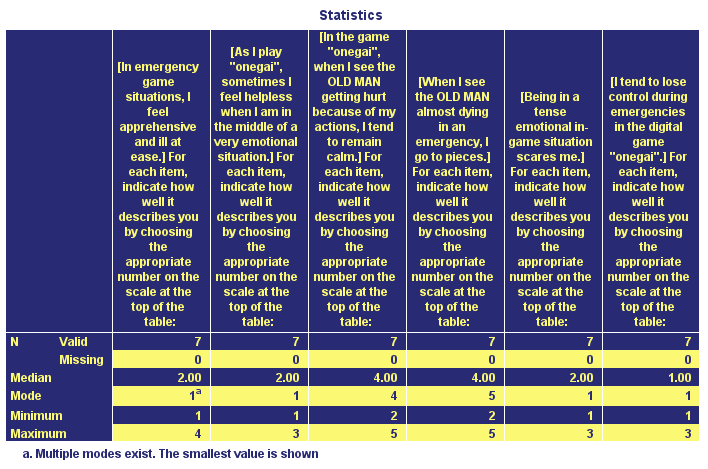 Statistics
[In emergency
game
situations, I
feel
apprehensive
and ill at
ease.] For
each item,
indicate how
well it
describes you
by choosing
the
appropriate
number on the
scale at the
top of the
table:
[As I play
"onegai",
sometimes I
feel helpless
when I am in
the middle of a
very emotional
situation.] For
each item,
indicate how
well it
describes you
by choosing
the
appropriate
number on the
scale at the
top of the
table:
[In the game
"onegai",
when I see the
OLD MAN
getting hurt
because of my
actions, I tend
to remain
calm.] For
each item,
indicate how
well it
describes you
by choosing
the
appropriate
number on the
scale at the
top of the
table:
[When I see
the OLD MAN
almost dying
in an
emergency, I
go to pieces.]
For each item,
indicate how
well it
describes you
by choosing
the
appropriate
number on the
scale at the
top of the
table:
[Being in a
tense
emotional in-
game situation
scares me.]
For each item,
indicate how
well it
describes you
by choosing
the
appropriate
number on the
scale at the
top of the
table:
[I tend to lose
control during
emergencies
in the digital
game
"onegai".] For
each item,
indicate how
well it
describes you
by choosing
the
appropriate
number on the
scale at the
top of the
table:
N Valid 7 7 7 7 7 7
Missing 0 0 0 0 0 0
Median 2.00 2.00 4.00 4.00 2.00 1.00
Mode 1a 1 4 5 1 1
Minimum 1 1 2 2 1 1
Maximum 4 3 5 5 3 3
a. Multiple modes exist. The smallest value is shown